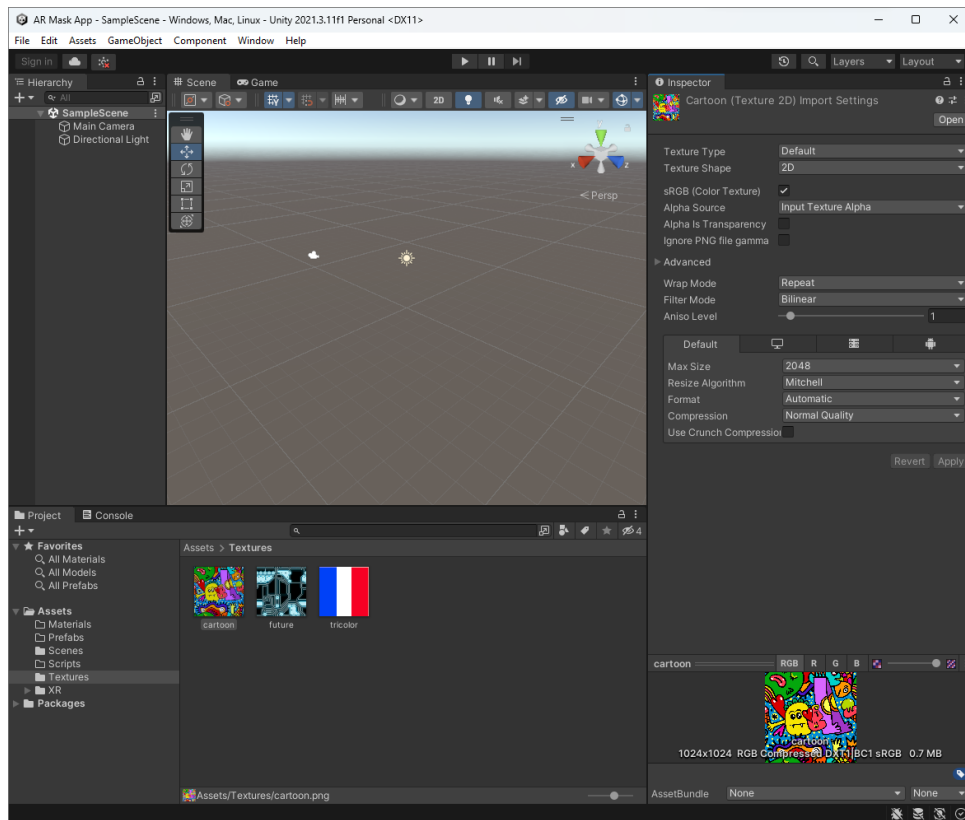 AR Mask App - SampleScene - Windows, Mac, Linux - Unity 2021.3.11f1 Personal <DX11>
File Edit Assets GameObject Component Window Help
Sign in
Layers
Layout
Hierarchy
All
SampleScene
Main Camera
Directional Light
Scene
Game
2D
x
z
Persp
Inspector
Cartoon (Texture 2D) Import Settings
Open
Texture Type Default
Texture Shape 2D
sRGB (Color Texture)
Alpha Source Input Texture Alpha
Alpha Is Transparency
Ignore PNG file gamma
Advanced
Wrap Mode Repeat
Filter Mode Bilinear
Aniso Level 1
Default
Max Size 2048
Resize Algorithm Mitchell
Format Automatic
Compression Normal Quality
Use Crunch Compressio
Revert Apply
Project
Console
4
Favorites
All Materials
All Models
All Prefabs
Assets
Materials
Prefabs
Scenes
Scripts
Textures
XR
Packages
Assets > Textures
cartoon
future
tricolor
Assets/Textures/cartoon.png
cartoon
RGB R G B
cartoon
1024x1024 RGB Compressed DXT1|BC1 sRGB 0.7 MB
AssetBundle None None